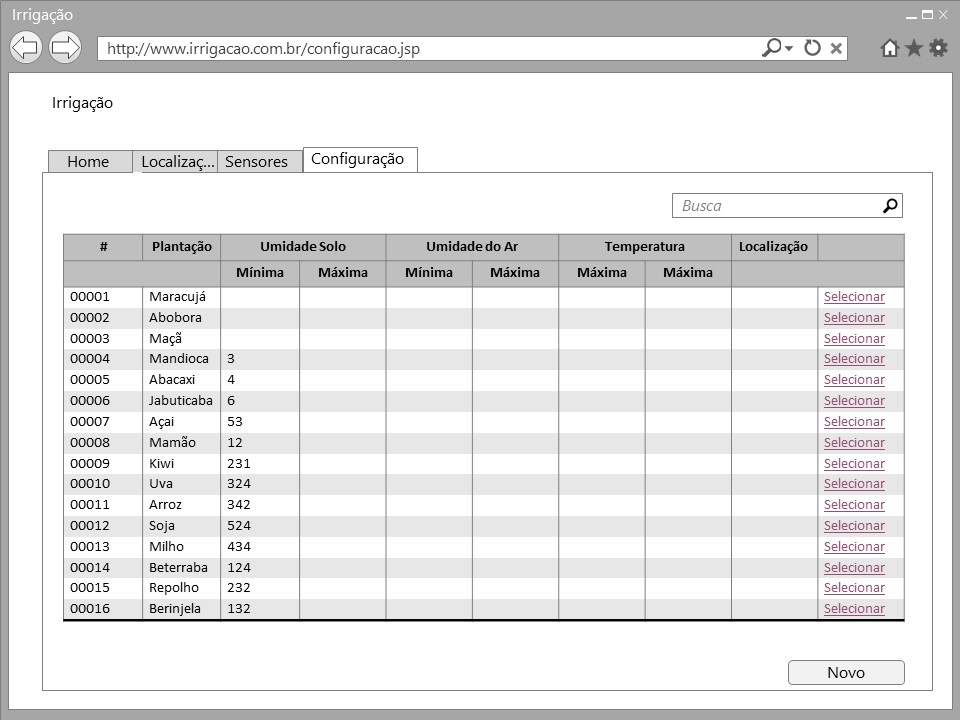 Irrigação
http://www.irrigacao.com.br/configuracao.jsp
Irrigação
Home Localizaç... Sensores Configuração
Busca
# Plantação Umidade Solo Umidade do Ar Temperatura Localização
Mínima Máxima Mínima Máxima Máxima Máxima
00001 Maracujá Selecionar
00002 Abobora Selecionar
00003 Maçã Selecionar
00004 Mandioca 3 Selecionar
00005 Abacaxi 4 Selecionar
00006 Jabuticaba 6 Selecionar
00007 Açai 53 Selecionar
00008 Mamão 12 Selecionar
00009 Kiwi 231 Selecionar
00010 Uva 324 Selecionar
00011 Arroz 342 Selecionar
00012 Soja 524 Selecionar
00013 Milho 434 Selecionar
00014 Beterraba 124 Selecionar
00015 Repolho 232 Selecionar
00016 Berinjela 132 Selecionar
Novo